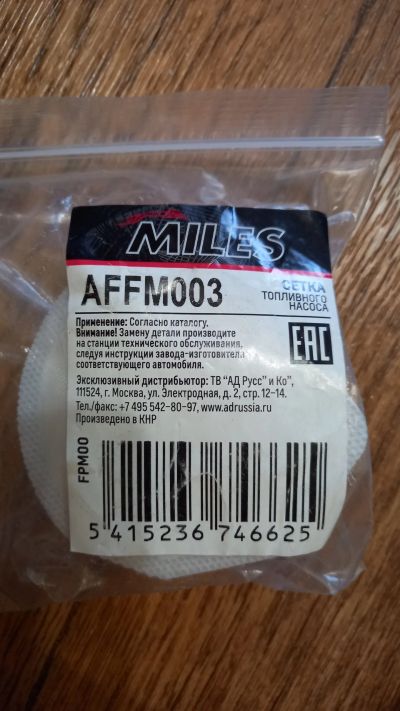 MILES
AFFM003
СЕТКА
ТОПЛИВНОГО
НАСОСА
Применение: Согласно каталогу.
Внимание! Замену детали производите
на станции технического обслуживания,
следуя инструкции завода-изготовителя
соответствующего автомобиля.
EAC
Эксклюзивный дистрибьютор: ТВ "АД Русс" и Ко",
111524, г. Москва, ул. Электродная, д. 2, стр. 12-14.
Тел./факс: +7 495 542-80-97, www.adrussia.ru
Произведено в КНР
FPM00
5 415236 746625